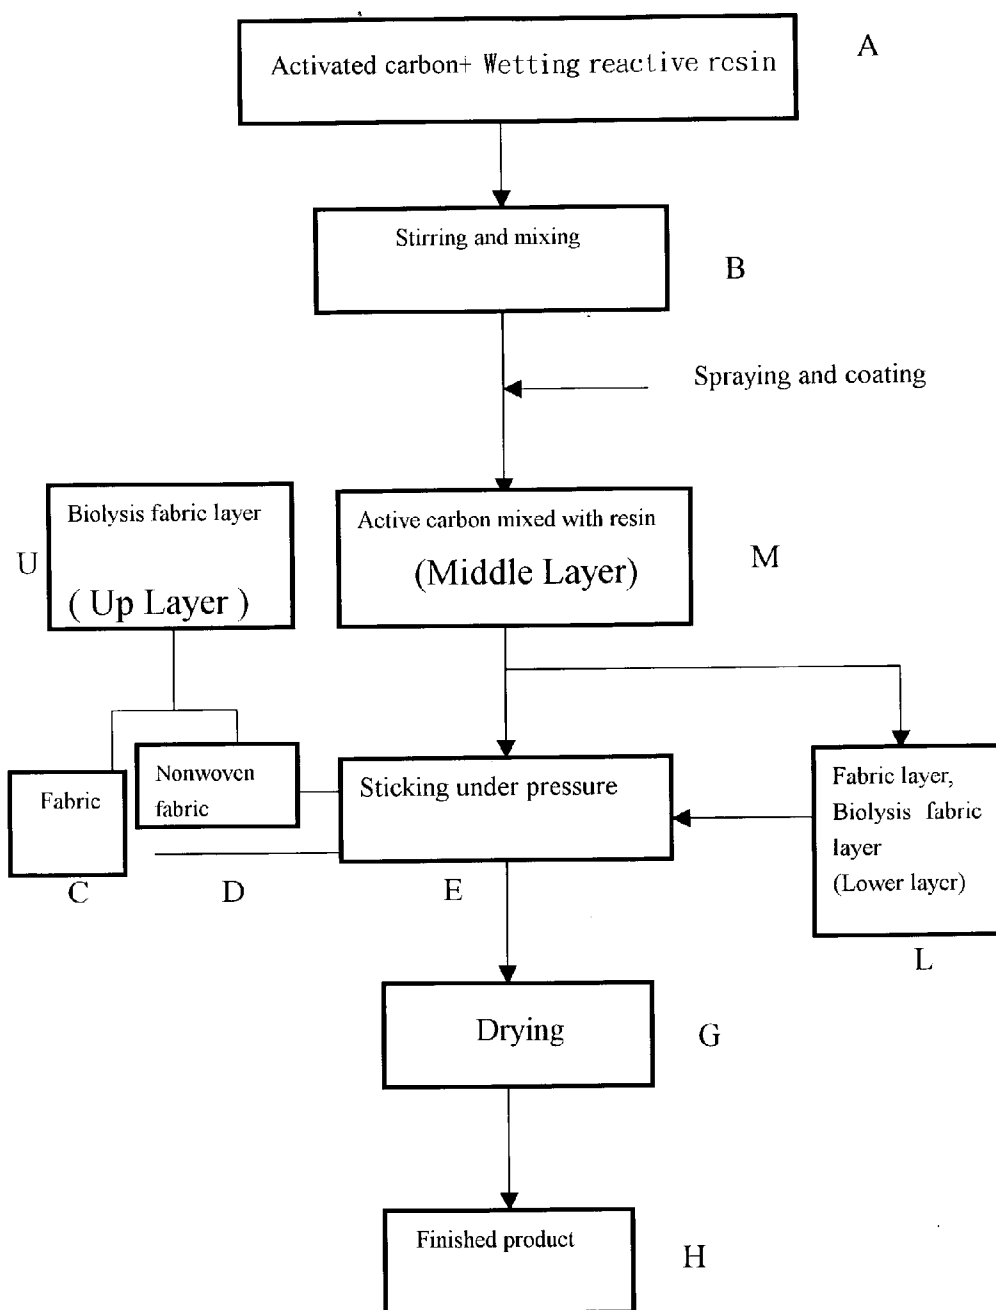 Activated carbon+ Wetting reactive resin
A
Stirring and mixing
B
Spraying and coating
Biolysis fabric layer
( Up Layer )
U
Active carbon mixed with resin
(Middle Layer)
M
Fabric
C
Nonwoven
fabric
D
Sticking under pressure
E
Fabric layer,
Biolysis fabric
layer
(Lower layer)
L
Drying
G
Finished product
H